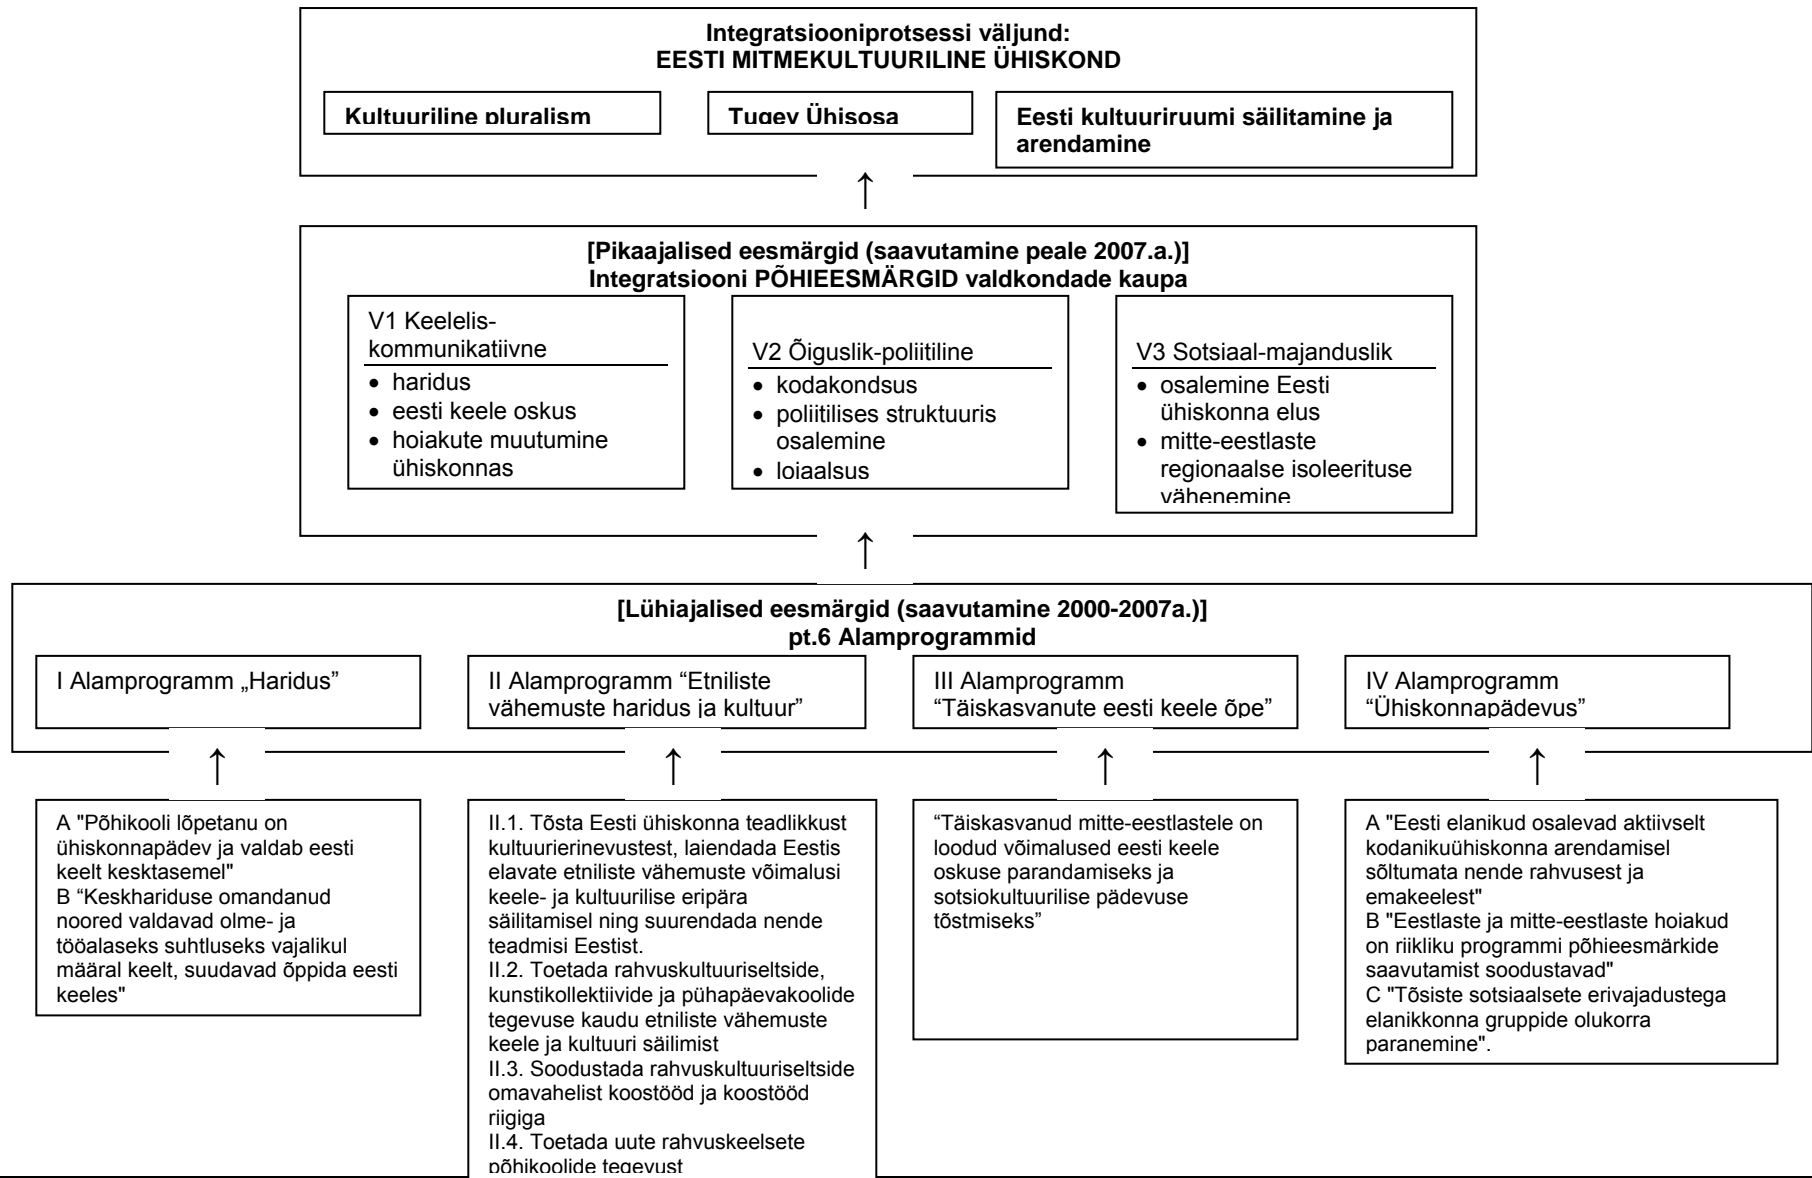 Integratsiooniprotsessi väljund:
EESTI MITMEKULTUURILINE ÜHISKOND
Kultuuriline pluralism
Tugev Ühisosa
Eesti kultuuriruumi säilitamine ja
arendamine
↑
[Pikaajalised eesmärgid (saavutamine peale 2007.a.)]
Integratsiooni PÕHIEESMÄRGID valdkondade kaupa
V1 Keelelis-
kommunikatiivne
• haridus
• eesti keele oskus
• hoiakute muutumine
ühiskonnas
V2 Õiguslik-poliitiline
• kodakondsus
• poliitilises struktuuris
osalemine
• loiaalsus
V3 Sotsiaal-majanduslik
• osalemine Eesti
ühiskonna elus
• mitte-eestlaste
regionaalse isoleerituse
vähenemine
↑
[Lühiajalised eesmärgid (saavutamine 2000-2007a.)]
pt.6 Alamprogrammid
I Alamprogramm „Haridus”
II Alamprogramm “Etniliste
vähemuste haridus ja kultuur”
III Alamprogramm
“Täiskasvanute eesti keele õpe”
IV Alamprogramm
“Ühiskonnapädevus”
↑ ↑ ↑ ↑
A "Põhikooli lõpetanu on
ühiskonnapädev ja valdab eesti
keelt kesktasemel"
B “Keskhariduse omandanud
noored valdavad olme- ja
tööalaseks suhtluseks vajalikul
määral keelt, suudavad õppida eesti
keeles"
II.1. Tõsta Eesti ühiskonna teadlikkust
kultuurierinevustest, laiendada Eestis
elavate etniliste vähemuste võimalusi
keele- ja kultuurilise eripära
säilitamisel ning suurendada nende
teadmisi Eestist.
II.2. Toetada rahvuskultuuriseltside,
kunstikollektiivide ja pühapäevakoolide
tegevuse kaudu etniliste vähemuste
keele ja kultuuri säilimist
II.3. Soodustada rahvuskultuuriseltside
omavahelist koostööd ja koostööd
riigiga
II.4. Toetada uute rahvuskeelsete
põhikoolide tegevust
“Täiskasvanud mitte-eestlastele on
loodud võimalused eesti keele
oskuse parandamiseks ja
sotsiokultuurilise pädevuse
tõstmiseks”
A "Eesti elanikud osalevad aktiivselt
kodanikuühiskonna arendamisel
sõltumata nende rahvusest ja
emakeelest"
B "Eestlaste ja mitte-eestlaste hoiakud
on riikliku programmi põhieesmärkide
saavutamist soodustavad"
C "Tõsiste sotsiaalsete erivajadustega
elanikkonna gruppide olukorra
paranemine".